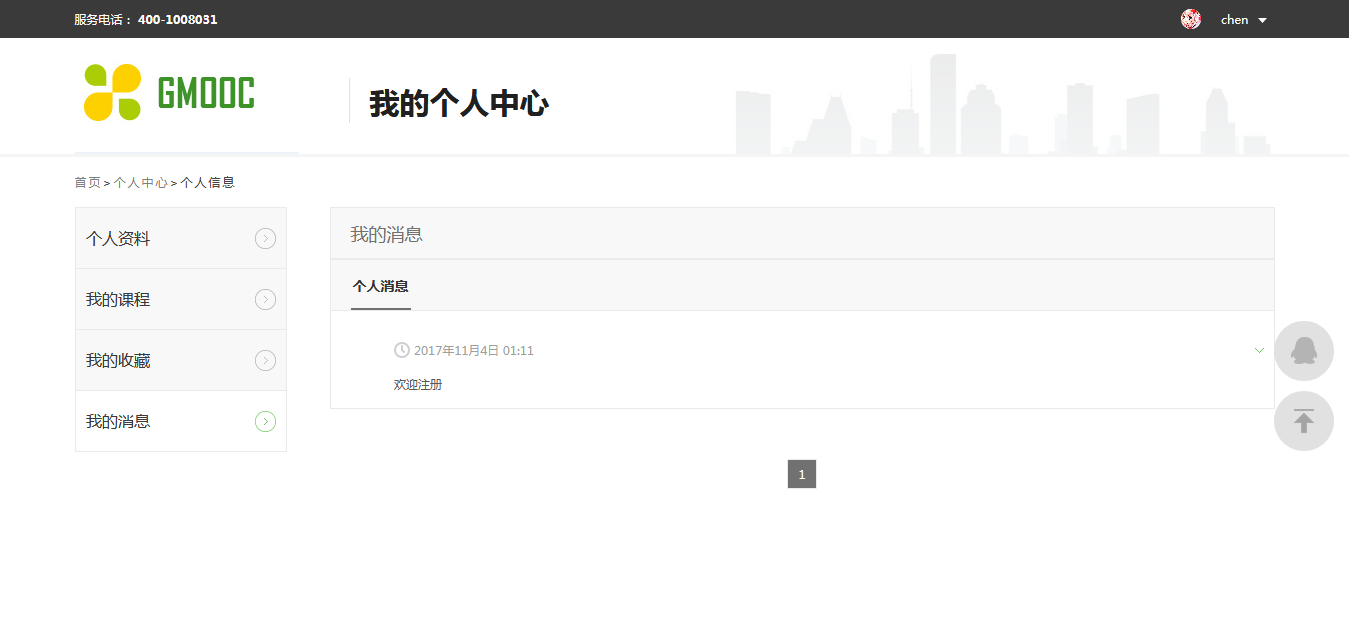 服务电话： 400-1008031
chen
GMOOC
我的个人中心
首页>个人中心>个人信息
个人资料
我的课程
我的收藏
我的消息
我的消息
个人消息
2017年11月4日 01:11
欢迎注册
1